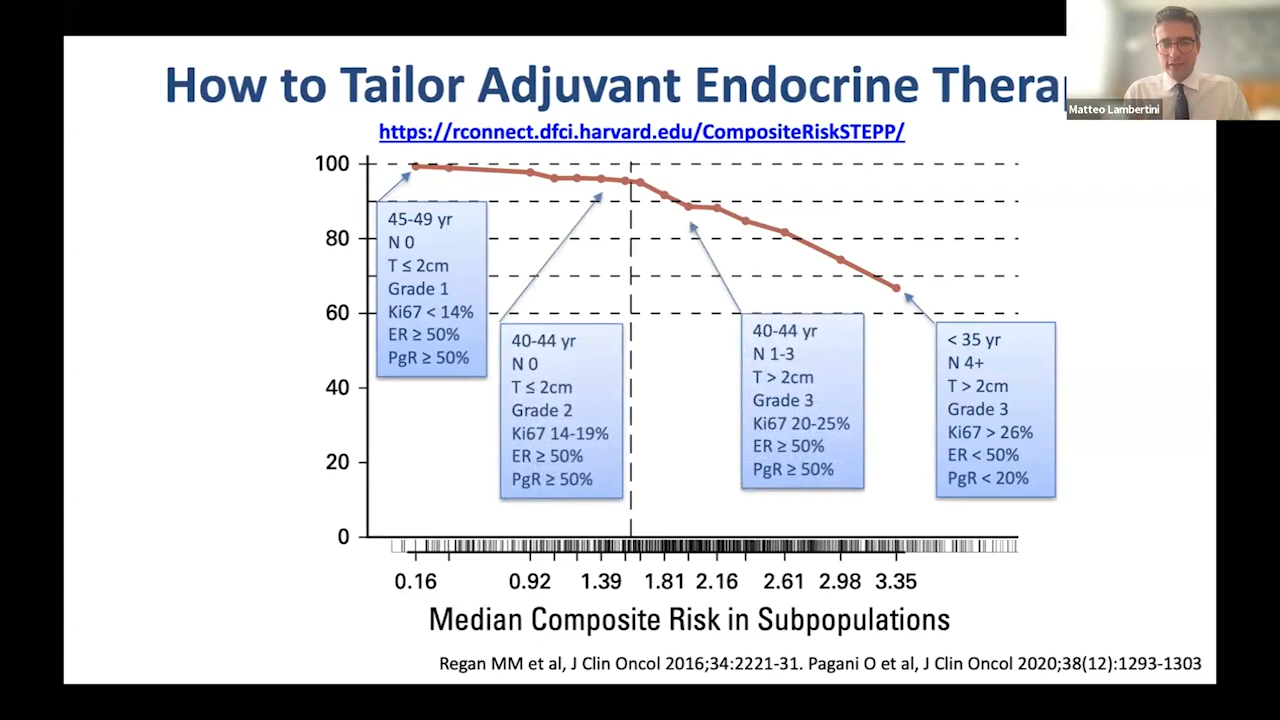 How to Tailor Adjuvant Endocrine Thera
Matteo Lambertini
https://rconnect.dfci.harvard.edu/CompositeRiskSTEPP/
100
80
60
40
20
0
45-49 yr
N 0
T ≤ 2cm
Grade 1
Ki67 < 14%
ER ≥ 50%
PgR ≥ 50%
40-44 yr
N 0
T ≤ 2cm
Grade 2
Ki67 14-19%
ER ≥ 50%
PgR ≥ 50%
40-44 yr
N 1-3
T > 2cm
Grade 3
Ki67 20-25%
ER ≥ 50%
PgR ≥ 50%
< 35 yr
N 4+
T > 2cm
Grade 3
Ki67 > 26%
ER < 50%
PgR < 20%
0.16 0.92 1.39 1.81 2.16 2.61 2.98 3.35
Median Composite Risk in Subpopulations
Regan MM et al, J Clin Oncol 2016;34:2221-31. Pagani O et al, J Clin Oncol 2020;38(12):1293-1303